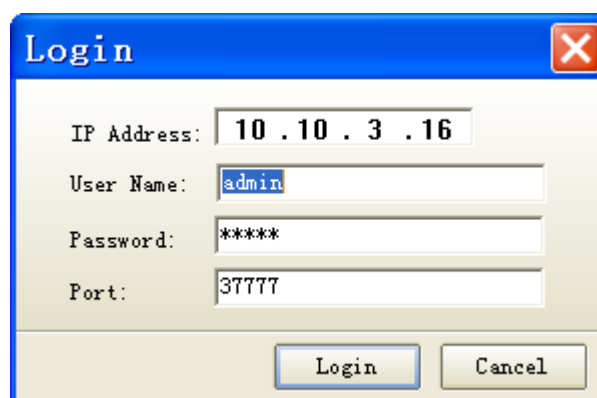 Login
IP Address: 10 . 10 . 3 . 16
User Name: admin
Password: *****
Port: 37777
Login Cancel